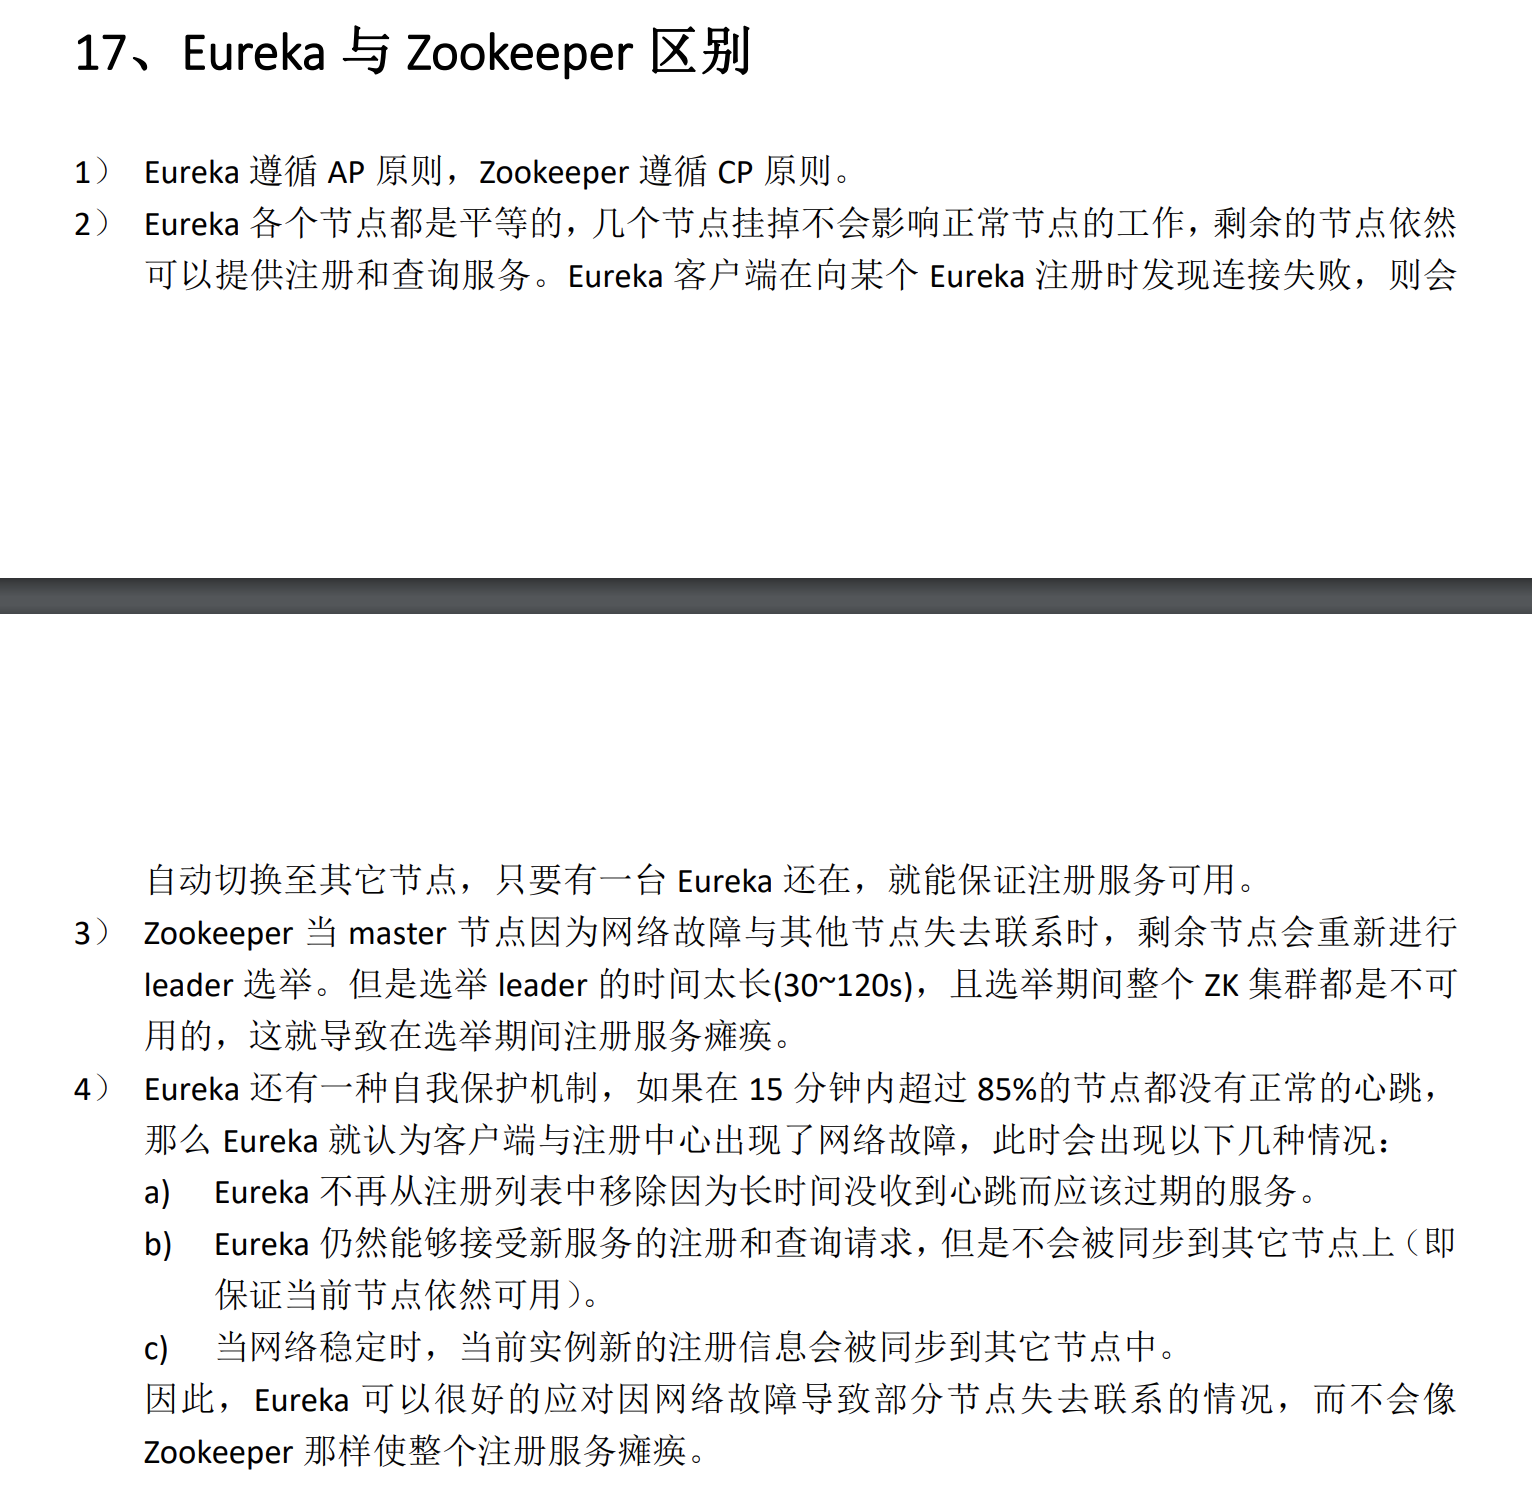 17、Eureka 与 Zookeeper 区别
1） Eureka 遵循 AP 原则，Zookeeper 遵循 CP 原则。
2） Eureka 各个节点都是平等的，几个节点挂掉不会影响正常节点的工作，剩余的节点依然
可以提供注册和查询服务。Eureka 客户端在向某个 Eureka 注册时发现连接失败，则会
自动切换至其它节点，只要有一台 Eureka 还在，就能保证注册服务可用。
3） Zookeeper 当 master 节点因为网络故障与其他节点失去联系时，剩余节点会重新进行
leader 选举。但是选举 leader 的时间太长(30~120s)，且选举期间整个 ZK 集群都是不可
用的，这就导致在选举期间注册服务瘫痪。
4） Eureka 还有一种自我保护机制，如果在 15 分钟内超过 85%的节点都没有正常的心跳，
那么 Eureka 就认为客户端与注册中心出现了网络故障，此时会出现以下几种情况：
a) Eureka 不再从注册列表中移除因为长时间没收到心跳而应该过期的服务。
b) Eureka 仍然能够接受新服务的注册和查询请求，但是不会被同步到其它节点上（即
保证当前节点依然可用）。
c) 当网络稳定时，当前实例新的注册信息会被同步到其它节点中。
因此，Eureka 可以很好的应对因网络故障导致部分节点失去联系的情况，而不会像
Zookeeper 那样使整个注册服务瘫痪。